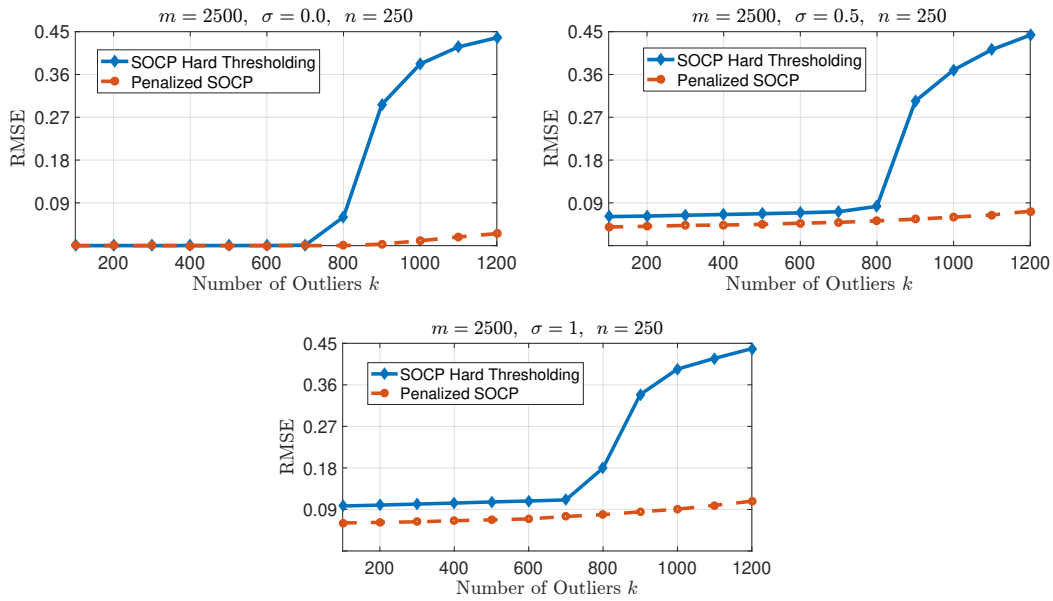 m = 2500, σ = 0.0, n = 250
0.45
0.36
0.27
0.18
0.09
RMSE
SOCP Hard Thresholding
Penalized SOCP
200 400 600 800 1000 1200
Number of Outliers k
m = 2500, σ = 0.5, n = 250
0.45
0.36
0.27
0.18
0.09
RMSE
SOCP Hard Thresholding
Penalized SOCP
200 400 600 800 1000 1200
Number of Outliers k
m = 2500, σ = 1, n = 250
0.45
0.36
0.27
0.18
0.09
RMSE
SOCP Hard Thresholding
Penalized SOCP
200 400 600 800 1000 1200
Number of Outliers k